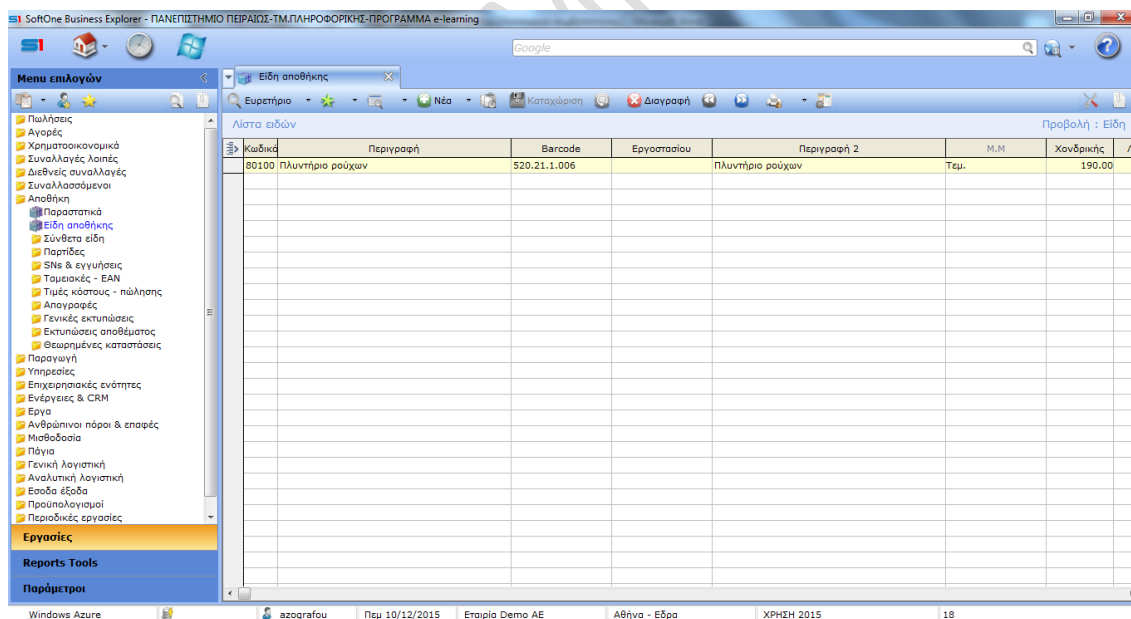 S1 SoftOne Business Explorer - ΠΑΝΕΠΙΣΤΗΜΙΟ ΠΕΙΡΑΙΩΣ-ΤΜ.ΠΛΗΡΟΦΟΡΙΚΗΣ-ΠΡΟΓΡΑΜΜΑ e-learning
S1 Google
Μenu επιλογών
Είδη αποθήκης
Ευρετήριο Νέα Καταχώριση Διαγραφή
Λίστα ειδών Προβολή : Είδη
Κωδικό Περιγραφή Barcode Εργοστασίου Περιγραφή 2 Μ.Μ Χονδρικής
80100 Πλυντήριο ρούχων 520.21.1.006 Πλυντήριο ρούχων Τεμ. 190.00
Πωλήσεις
Αγορές
Χρηματοοικονομικά
Συναλλαγές λοιπές
Διεθνείς συναλλαγές
Συναλλασσόμενοι
Αποθήκη
Παραστατικά
Είδη αποθήκης
Σύνθετα είδη
Παρτίδες
SNs & εγγυήσεις
Ταμειακές - EAN
Τιμές κόστους - πώλησης
Απογραφές
Γενικές εκτυπώσεις
Εκτυπώσεις αποθέματος
Θεωρημένες καταστάσεις
Παραγωγή
Υπηρεσίες
Επιχειρησιακές ενότητες
Ενέργειες & CRM
Εργα
Ανθρώπινοι πόροι & επαφές
Μισθοδοσία
Πάγια
Γενική λογιστική
Αναλυτική λογιστική
Εσοδα έξοδα
Προϋπολογισμοί
Περιοδικές εργασίες
Εργασίες
Reports Tools
Παράμετροι
Windows Azure azografou Πεμ 10/12/2015 Εταιρία Demo ΑΕ Αθήνα - Εδρα ΧΡΗΣΗ 2015 18